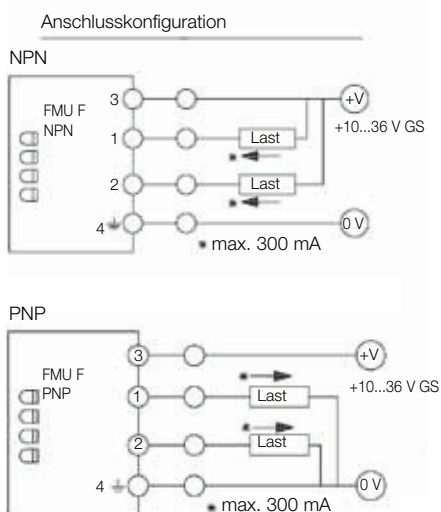 Anschlusskonfiguration
NPN
FMU F
NPN
3
+V
+10...36 V GS
1
Last
2
Last
4
0 V
max. 300 mA
PNP
FMU F
PNP
3
+V
+10...36 V GS
1
Last
2
Last
4
0 V
max. 300 mA